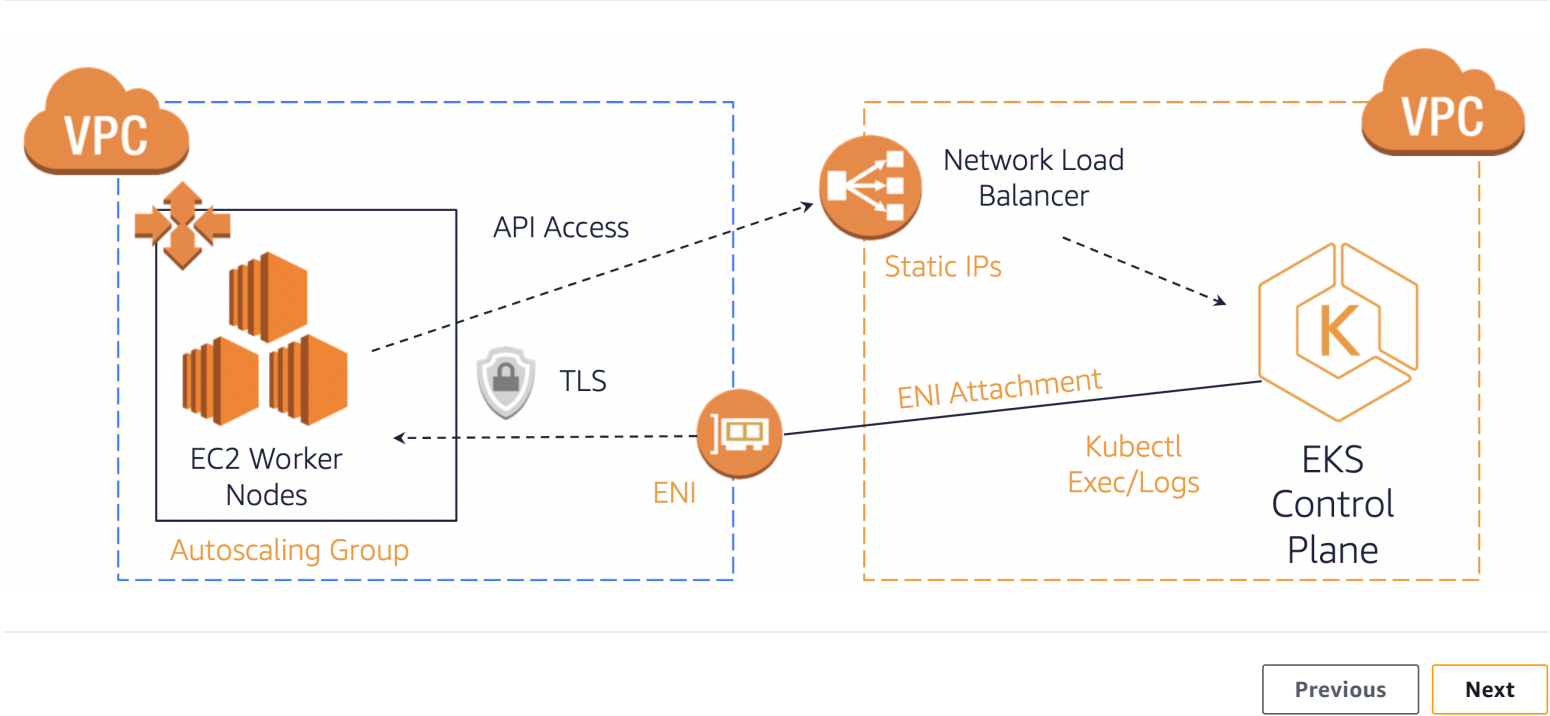 VPC
VPC
Network Load
Balancer
API Access
Static IPs
K
TLS
ENI Attachment
EC2 Worker
Nodes
ENI
Kubectl
Exec/Logs
EKS
Control
Plane
Autoscaling Group
Previous
Next